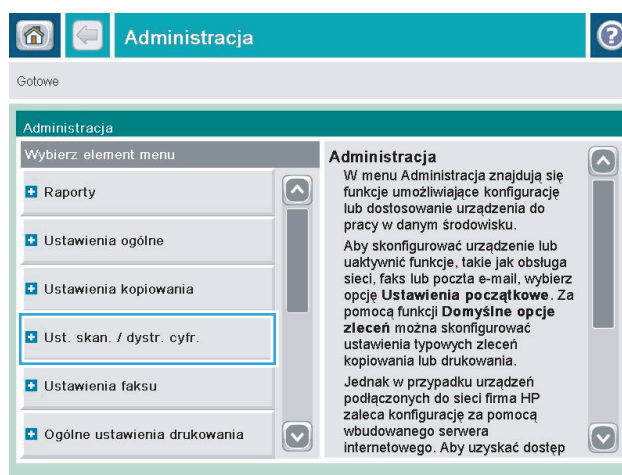 Administracja
?
Gotowe
Administracja
Wybierz element menu
Raporty
Ustawienia ogólne
Ustawienia kopiowania
Ust. skan. / dystr. cyfr.
Ustawienia faksu
Ogólne ustawienia drukowania
Administracja
W menu Administracja znajdują się
funkcje umożliwiające konfigurację
lub dostosowanie urządzenia do
pracy w danym środowisku.
Aby skonfigurować urządzenie lub
uaktywnić funkcje, takie jak obsługa
sieci, faks lub poczta e-mail, wybierz
opcję Ustawienia początkowe. Za
pomocą funkcji Domyślne opcje
zleceń można skonfigurować
ustawienia typowych zleceń
kopiowania lub drukowania.
Jednak w przypadku urządzeń
podłączonych do sieci firma HP
zaleca konfigurację za pomocą
wbudowanego serwera
internetowego. Aby uzyskać dostęp